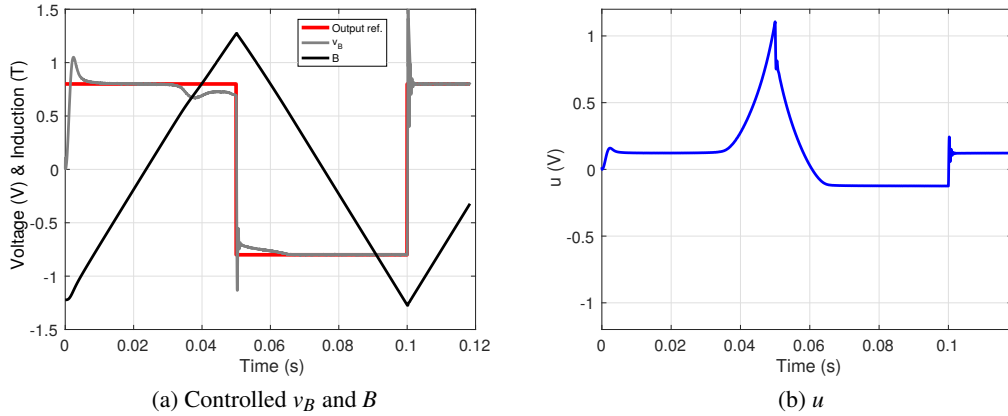 1.5
1
0.5
0
-0.5
-1
-1.5
Voltage (V) & Induction (T)
Output ref.
v_B
B
0 0.02 0.04 0.06 0.08 0.1 0.12
Time (s)
(a) Controlled v_B and B
1
0.5
0
-0.5
-1
u (V)
0 0.02 0.04 0.06 0.08 0.1
Time (s)
(b) u